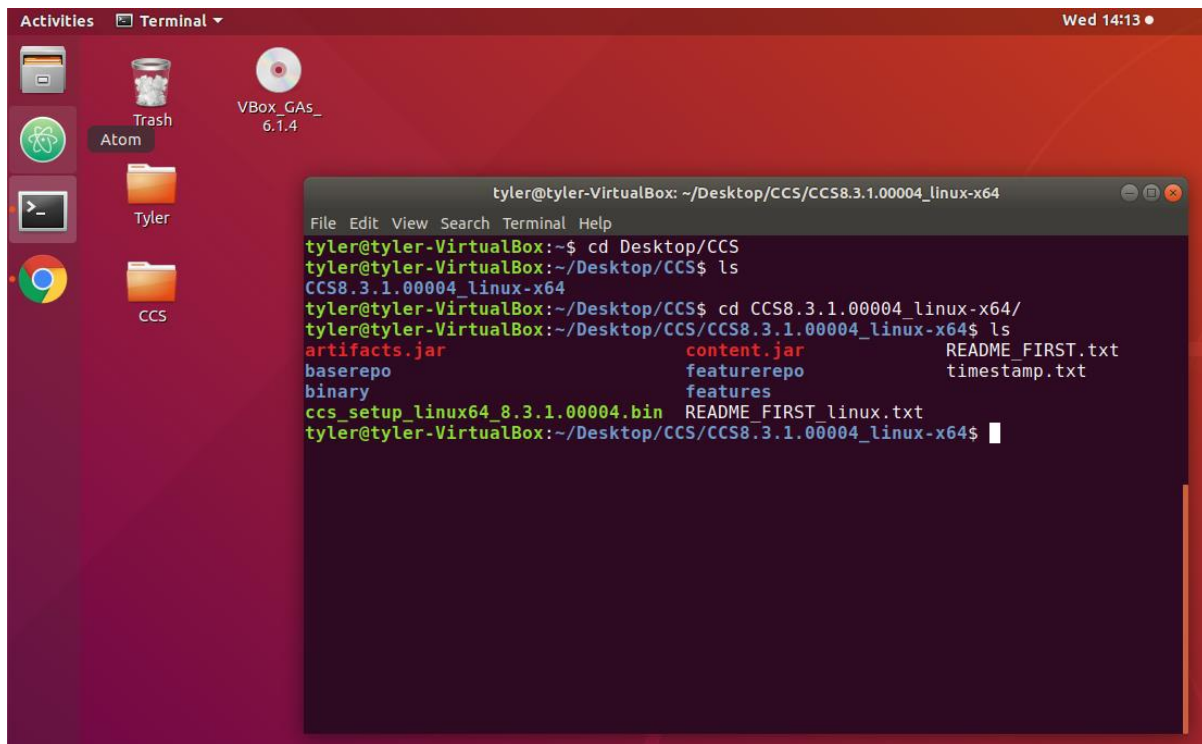 Activities Terminal Wed 14:13
Trash
VBox_GAs_
6.1.4
Atom
Tyler
CCS
tyler@tyler-VirtualBox: ~/Desktop/CCS/CCS8.3.1.00004_linux-x64
File Edit View Search Terminal Help
tyler@tyler-VirtualBox:~$ cd Desktop/CCS
tyler@tyler-VirtualBox:~/Desktop/CCS$ ls
CCS8.3.1.00004_linux-x64
tyler@tyler-VirtualBox:~/Desktop/CCS$ cd CCS8.3.1.00004_linux-x64/
tyler@tyler-VirtualBox:~/Desktop/CCS/CCS8.3.1.00004_linux-x64$ ls
artifacts.jar content.jar README_FIRST.txt
baserepo featurerepo timestamp.txt
binary features
ccs_setup_linux64_8.3.1.00004.bin README_FIRST_linux.txt
tyler@tyler-VirtualBox:~/Desktop/CCS/CCS8.3.1.00004_linux-x64$